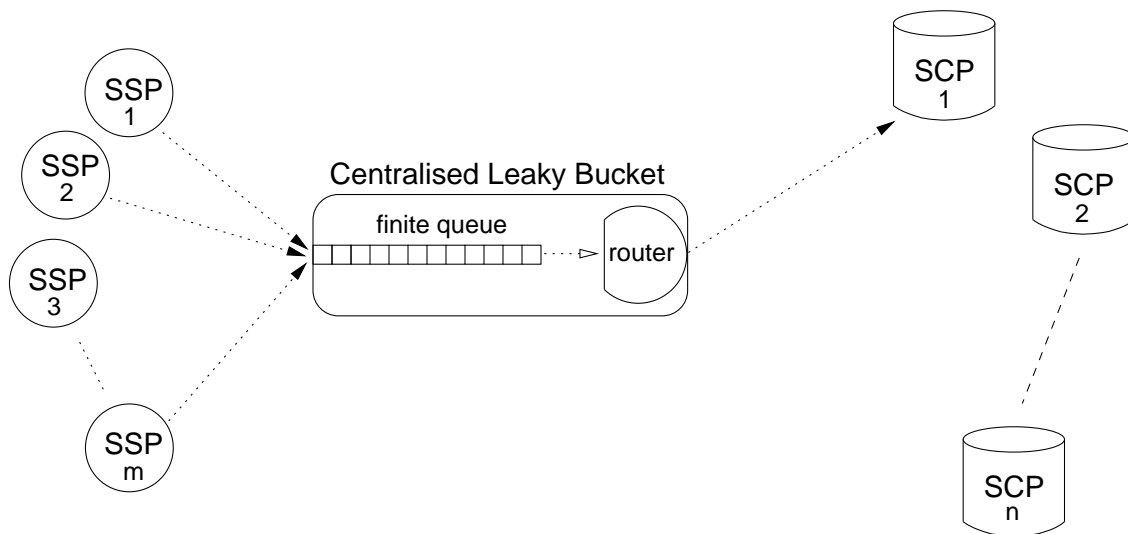 SSP
1
SSP
2
SSP
3
SSP
m
Centralised Leaky Bucket
finite queue
router
SCP
1
SCP
2
SCP
n